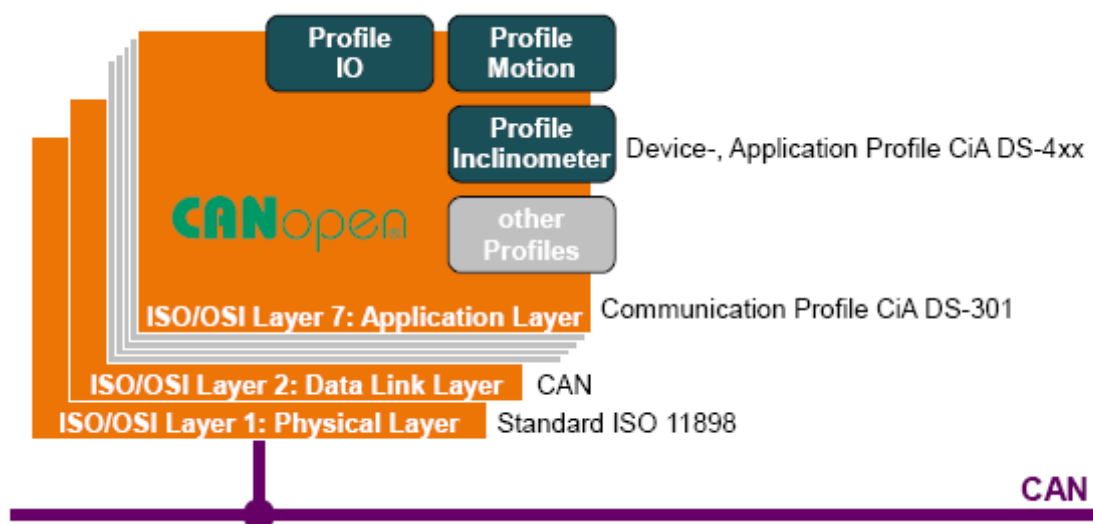 Profile
IO
Profile
Motion
Profile
Inclinometer
Device-, Application Profile CiA DS-4xx
CANopen®
other
Profiles
ISO/OSI Layer 7: Application Layer
Communication Profile CiA DS-301
ISO/OSI Layer 2: Data Link Layer
CAN
ISO/OSI Layer 1: Physical Layer
Standard ISO 11898
CAN